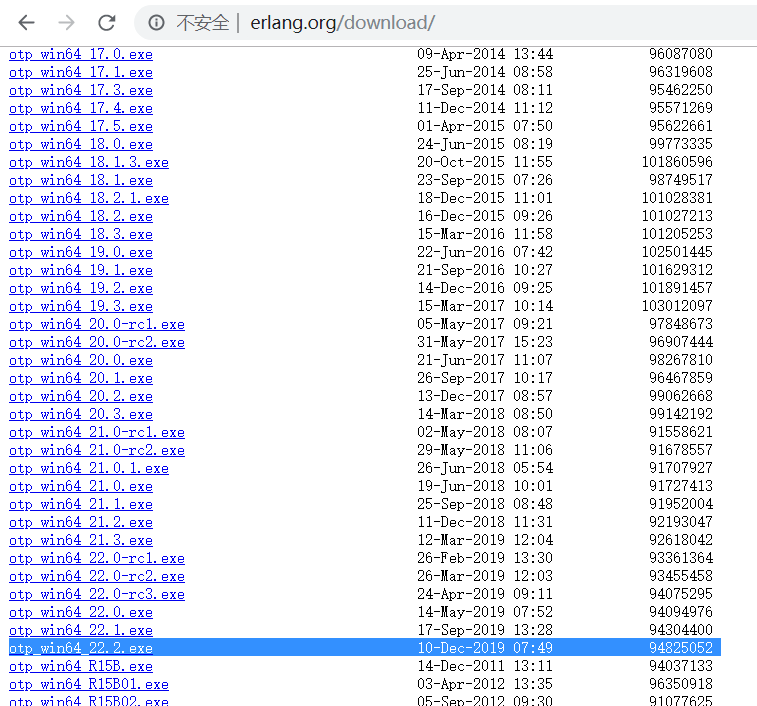 不安全 | erlang.org/download/
otp_win64_17.0.exe 09-Apr-2014 13:44 96087080
otp_win64_17.1.exe 25-Jun-2014 08:58 96319608
otp_win64_17.3.exe 17-Sep-2014 08:11 95462250
otp_win64_17.4.exe 11-Dec-2014 11:12 95571269
otp_win64_17.5.exe 01-Apr-2015 07:50 95622661
otp_win64_18.0.exe 24-Jun-2015 08:19 99773335
otp_win64_18.1.3.exe 20-Oct-2015 11:55 101860596
otp_win64_18.1.exe 23-Sep-2015 07:26 98749517
otp_win64_18.2.1.exe 18-Dec-2015 11:01 101028381
otp_win64_18.2.exe 16-Dec-2015 09:26 101027213
otp_win64_18.3.exe 15-Mar-2016 11:58 101205253
otp_win64_19.0.exe 22-Jun-2016 07:42 102501445
otp_win64_19.1.exe 21-Sep-2016 10:27 101629312
otp_win64_19.2.exe 14-Dec-2016 09:25 101891457
otp_win64_19.3.exe 15-Mar-2017 10:14 103012097
otp_win64_20.0-rc1.exe 05-May-2017 09:21 97848673
otp_win64_20.0-rc2.exe 31-May-2017 15:23 96907444
otp_win64_20.0.exe 21-Jun-2017 11:07 98267810
otp_win64_20.1.exe 26-Sep-2017 10:17 96467859
otp_win64_20.2.exe 13-Dec-2017 08:57 99062668
otp_win64_20.3.exe 14-Mar-2018 08:50 99142192
otp_win64_21.0-rc1.exe 02-May-2018 08:07 91558621
otp_win64_21.0-rc2.exe 29-May-2018 11:06 91678557
otp_win64_21.0.1.exe 26-Jun-2018 05:54 91707927
otp_win64_21.0.exe 19-Jun-2018 10:01 91727413
otp_win64_21.1.exe 25-Sep-2018 08:48 91952004
otp_win64_21.2.exe 11-Dec-2018 11:31 92193047
otp_win64_21.3.exe 12-Mar-2019 12:04 92618042
otp_win64_22.0-rc1.exe 26-Feb-2019 13:30 93361364
otp_win64_22.0-rc2.exe 26-Mar-2019 12:03 93455458
otp_win64_22.0-rc3.exe 24-Apr-2019 09:11 94075295
otp_win64_22.0.exe 14-May-2019 07:52 94094976
otp_win64_22.1.exe 17-Sep-2019 13:28 94304400
otp_win64_22.2.exe 10-Dec-2019 07:49 94825052
otp_win64_R15B.exe 14-Dec-2011 13:11 94037133
otp_win64_R15B01.exe 03-Apr-2012 13:35 96350918
otp_win64_R15B02.exe 05-Sep-2012 09:30 91077625